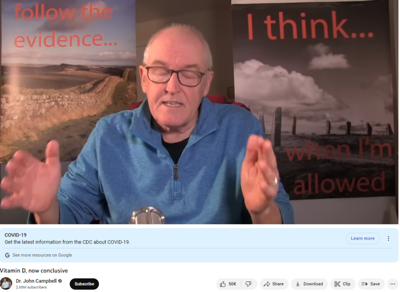 follow the
evidence...
I think...
when I'm
allowed
COVID-19
Get the latest information from the CDC about COVID-19.
Learn more
See more resources on Google
Vitamin D, now conclusive
Dr. John Campbell
Subscribe
50K
Share
Download
Clip
Save